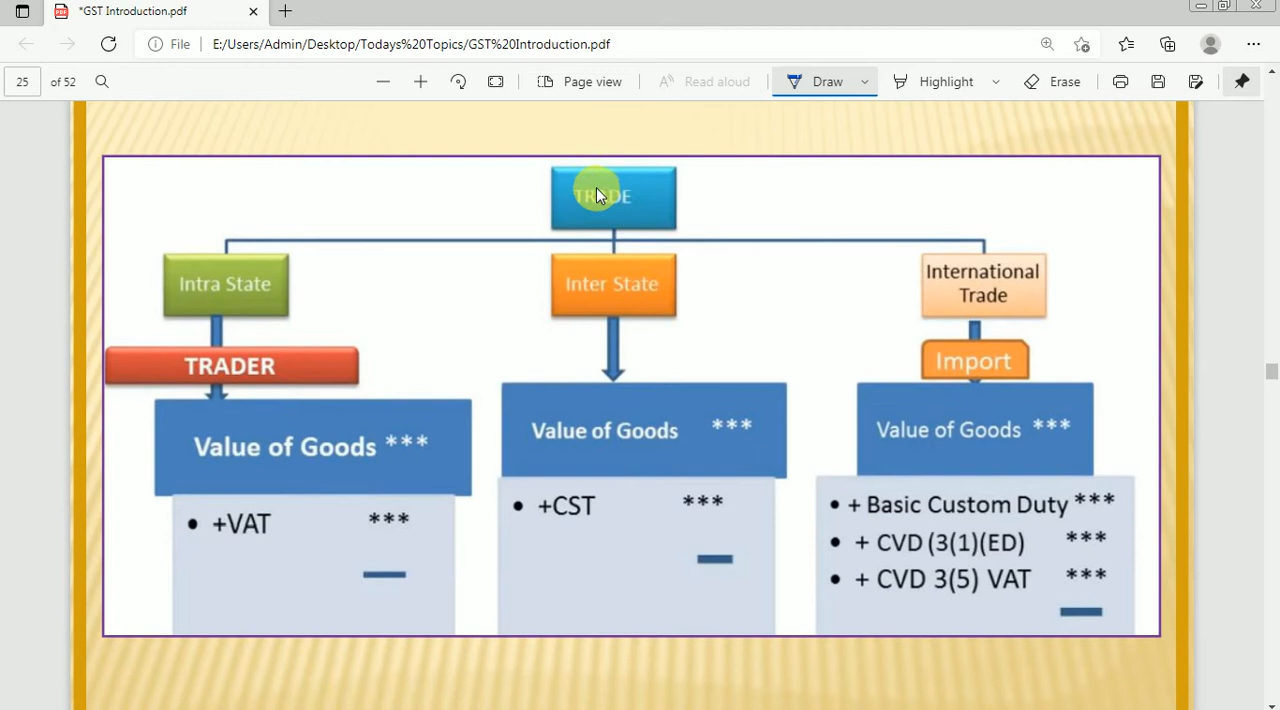 *GST Introduction.pdf
File E:/Users/Admin/Desktop/Todays%20Topics/GST%20Introduction.pdf
25 of 52 Page view Read aloud Draw Highlight Erase
TRADE
Intra State
Inter State
International
Trade
TRADER
Import
Value of Goods ***
+VAT ***
Value of Goods ***
+CST ***
Value of Goods ***
+ Basic Custom Duty ***
+ CVD (3(1)(ED) ***
+ CVD 3(5) VAT ***